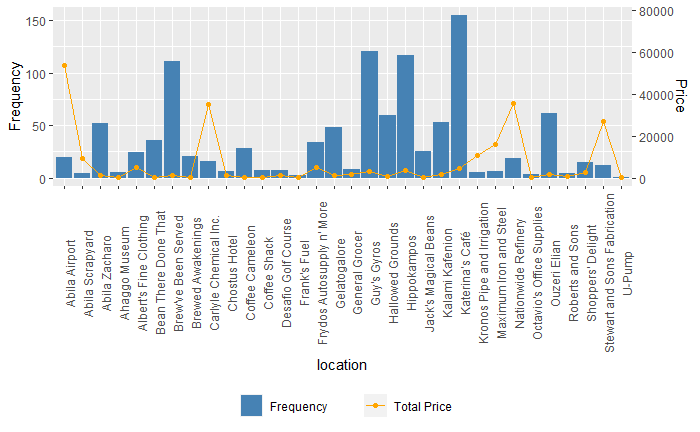 150
100
50
0
Frequency
80000
60000
40000
20000
0
Price
Abila Airport
Abila Scrapyard
Abila Zacharo
Ahaggo Museum
Albert's Fine Clothing
Bean There Done That
Brew've Been Served
Brewed Awakenings
Carlyle Chemical Inc.
Chostus Hotel
Coffee Cameleon
Coffee Shack
Desafio Golf Course
Frank's Fuel
Frydos Autosupply n' More
Gelatogalore
General Grocer
Guy's Gyros
Hallowed Grounds
Hippokampos
Jack's Magical Beans
Kalami Kafenion
Katerina's Café
Kronos Pipe and Irrigation
Maximum Iron and Steel
Nationwide Refinery
Octavio's Office Supplies
Ouzeri Elian
Roberts and Sons
Shoppers' Delight
Stewart and Sons Fabrication
U-Pump
location
Frequency
Total Price